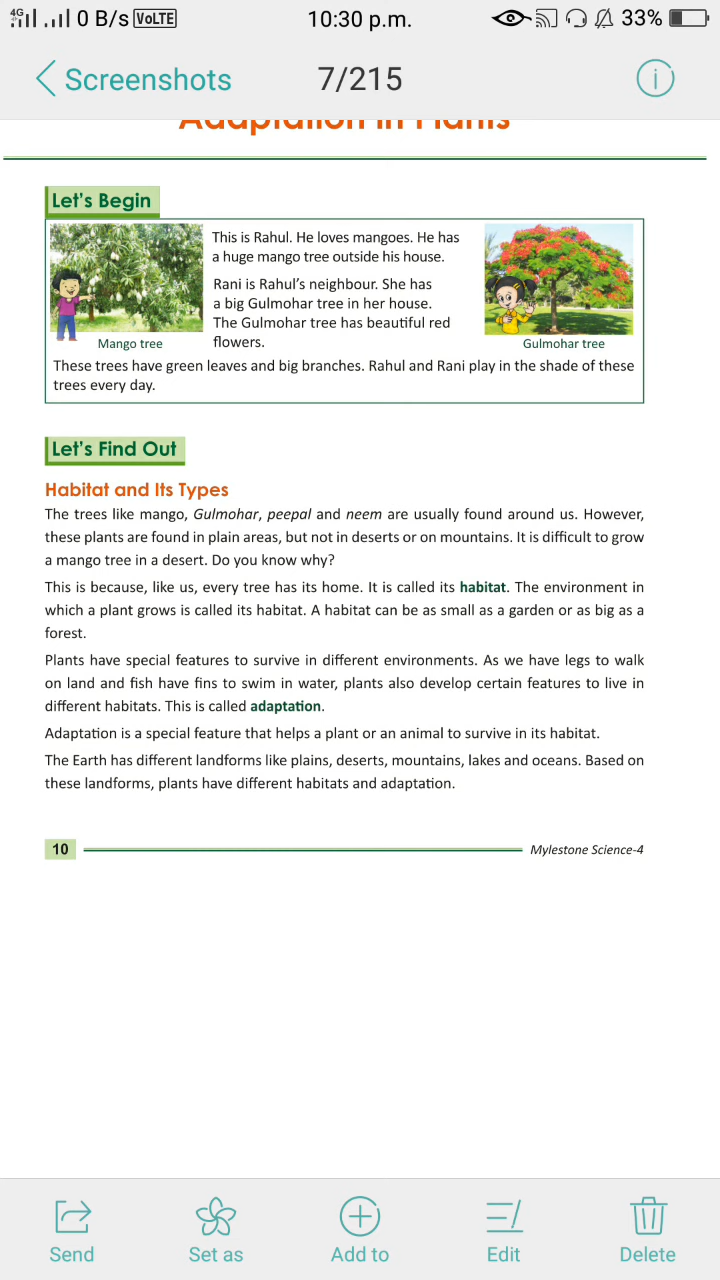 4G 0 B/s VoLTE 10:30 p.m. 33%
Screenshots 7/215
Adaptation in Plants
Let's Begin
This is Rahul. He loves mangoes. He has
a huge mango tree outside his house.
Rani is Rahul's neighbour. She has
a big Gulmohar tree in her house.
The Gulmohar tree has beautiful red
flowers.
Mango tree
Gulmohar tree
These trees have green leaves and big branches. Rahul and Rani play in the shade of these
trees every day.
Let's Find Out
Habitat and Its Types
The trees like mango, Gulmohar, peepal and neem are usually found around us. However,
these plants are found in plain areas, but not in deserts or on mountains. It is difficult to grow
a mango tree in a desert. Do you know why?
This is because, like us, every tree has its home. It is called its habitat. The environment in
which a plant grows is called its habitat. A habitat can be as small as a garden or as big as a
forest.
Plants have special features to survive in different environments. As we have legs to walk
on land and fish have fins to swim in water, plants also develop certain features to live in
different habitats. This is called adaptation.
Adaptation is a special feature that helps a plant or an animal to survive in its habitat.
The Earth has different landforms like plains, deserts, mountains, lakes and oceans. Based on
these landforms, plants have different habitats and adaptation.
10 Mylestone Science-4
Send Set as Add to Edit Delete